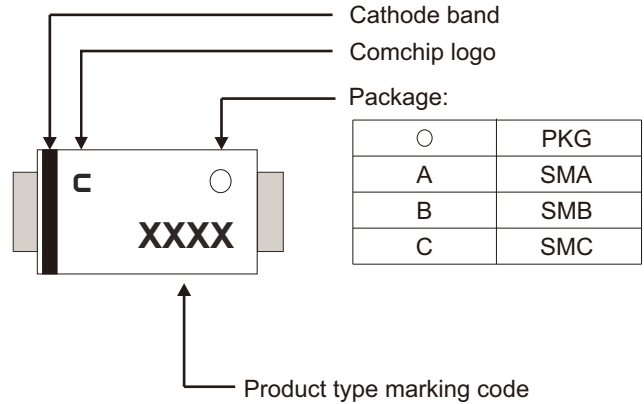 Cathode band
Comchip logo
Package:
○ PKG
A SMA
B SMB
C SMC
c ○
XXXX
Product type marking code